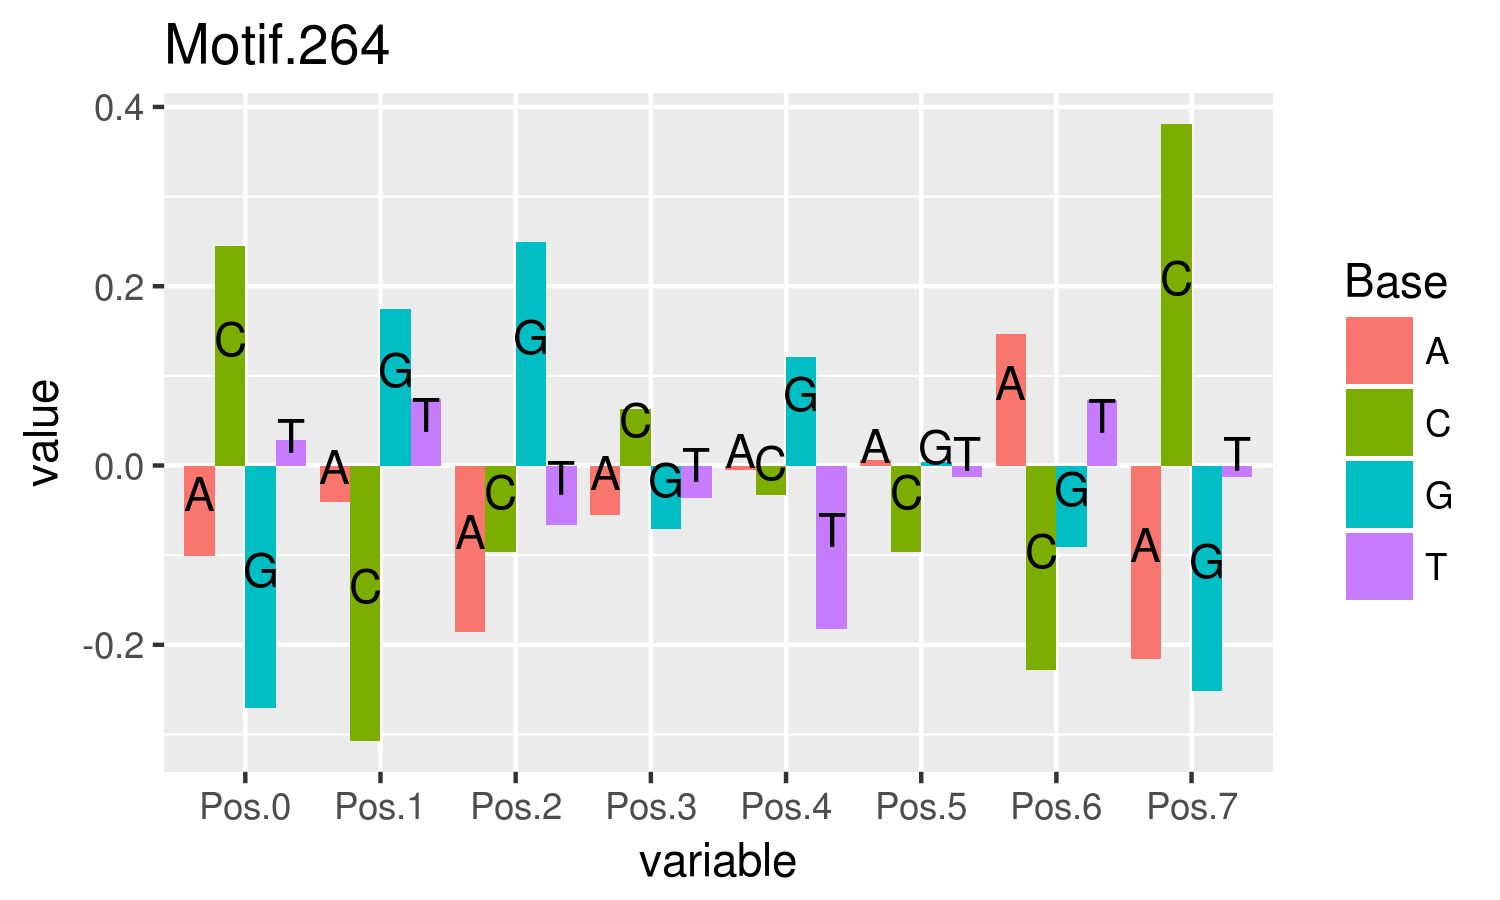 Motif.264
0.4
0.2
0.0
-0.2
value
A C G T A C G T A C G T A C G T A C G T A C G T A C G T A C G T
Pos.0 Pos.1 Pos.2 Pos.3 Pos.4 Pos.5 Pos.6 Pos.7
variable
Base
A
C
G
T